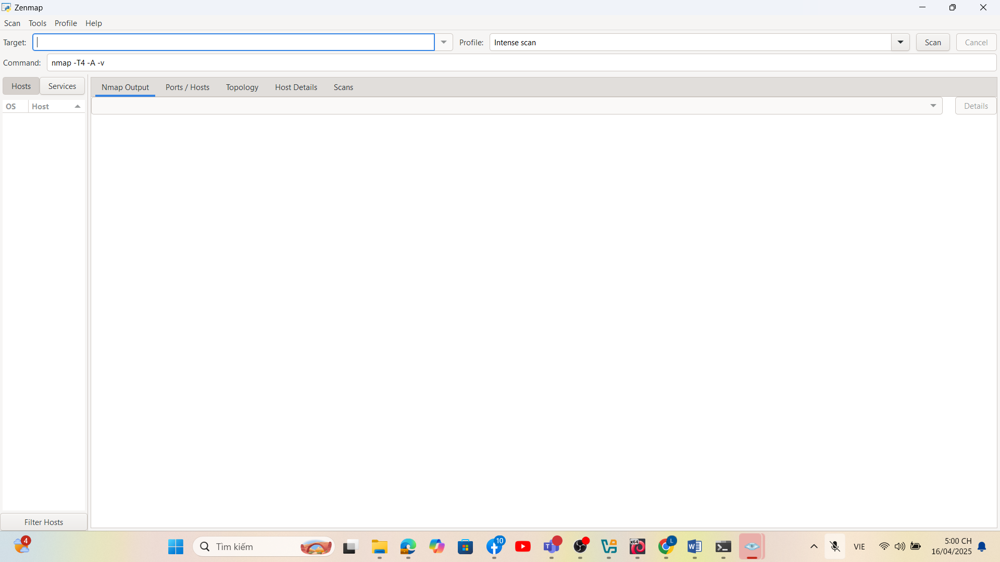 Zenmap
Scan Tools Profile Help
Target: Profile: Intense scan Scan Cancel
Command: nmap -T4 -A -v
Hosts Services Nmap Output Ports / Hosts Topology Host Details Scans
OS Host Details
Filter Hosts
4 Tìm kiếm 10 x64 L VIE 5:00 CH
16/04/2025